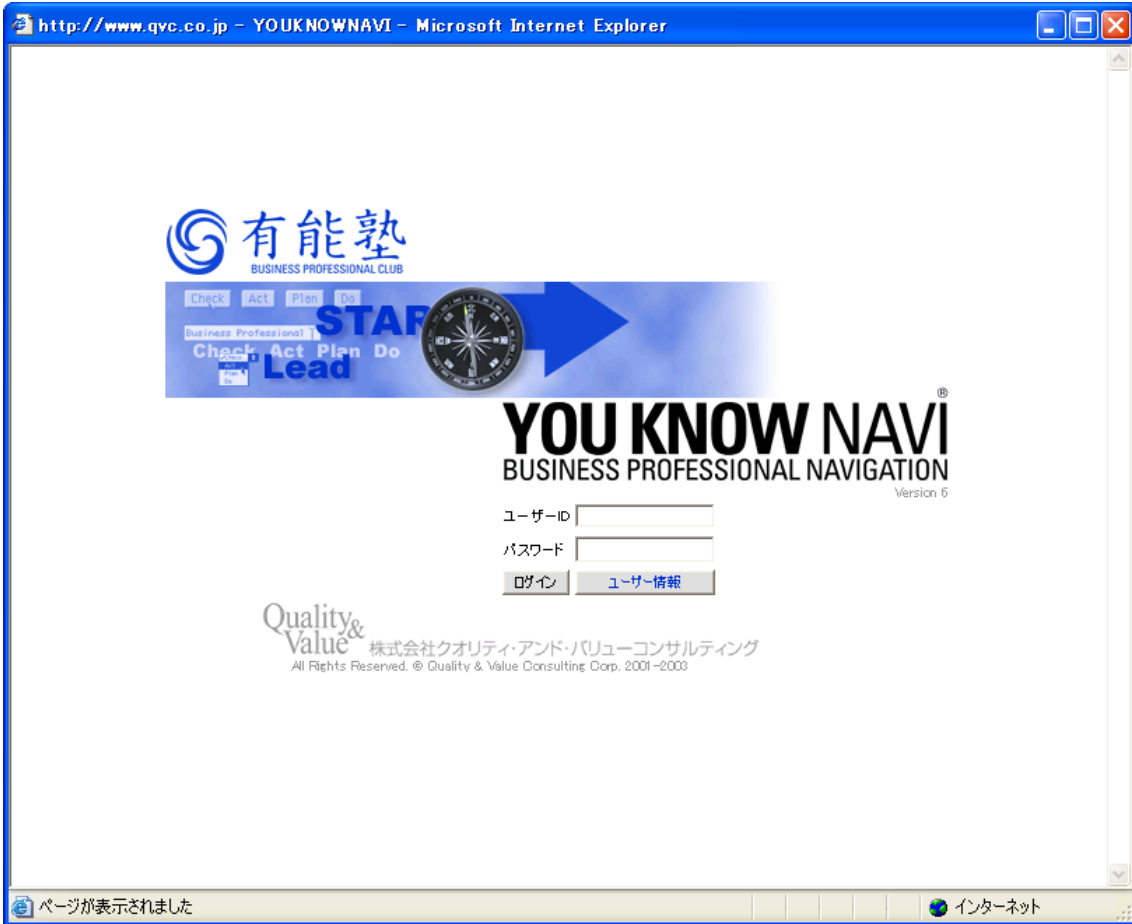 http://www.qvc.co.jp - YOUKNOWNAVI - Microsoft Internet Explorer
有能塾
BUSINESS PROFESSIONAL CLUB
Check Act Plan Do
STAR
Business Professional
Check Act Plan Do
Lead
Act
Plan
Do
YOU KNOW NAVI®
BUSINESS PROFESSIONAL NAVIGATION
Version 6
ユーザーID
パスワード
ログイン ユーザー情報
Quality &
Value 株式会社クオリティ・アンド・バリューコンサルティング
All Rights Reserved. © Quality & Value Consulting Corp. 2001-2003
ページが表示されました インターネット